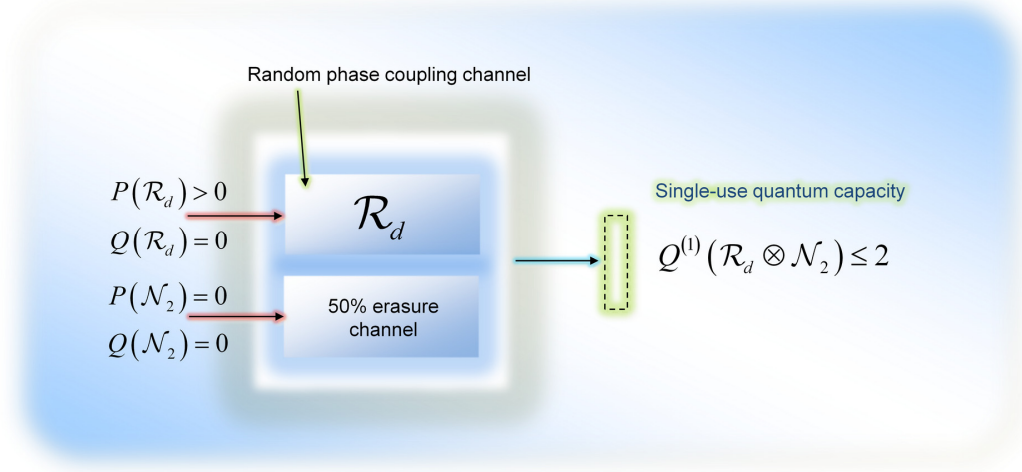 Random phase coupling channel
P(ℛ_d) > 0
Q(ℛ_d) = 0
ℛ_d
P(𝒩_2) = 0
Q(𝒩_2) = 0
50% erasure
channel
Single-use quantum capacity
Q^(1)(ℛ_d ⊗ 𝒩_2) ≤ 2